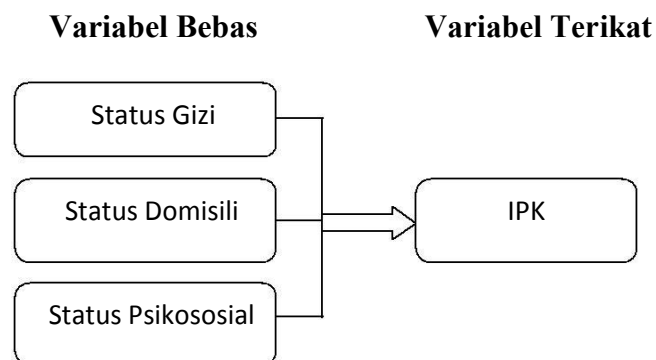 Variabel Bebas
Variabel Terikat
Status Gizi
Status Domisili
IPK
Status Psikososial